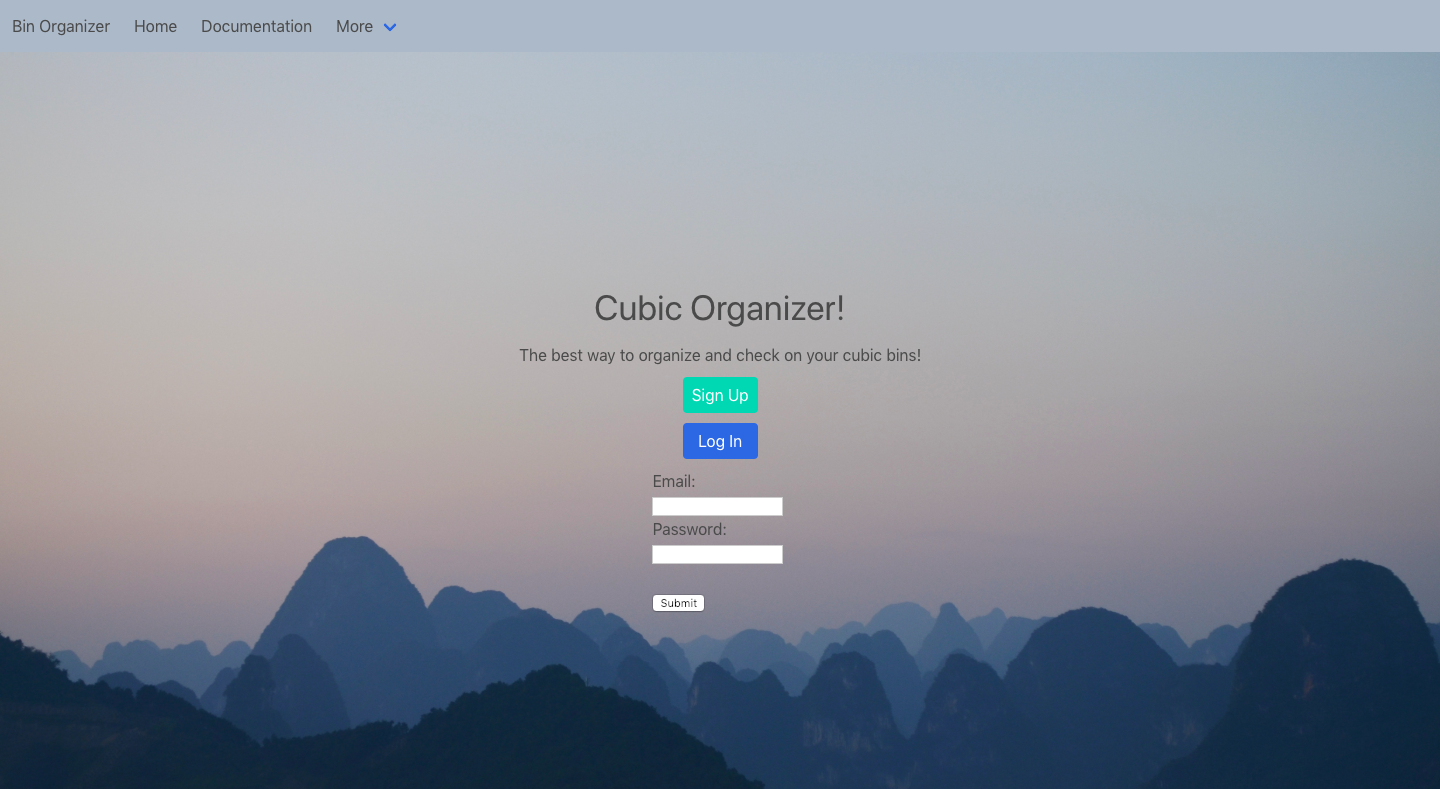 Bin Organizer Home Documentation More
Cubic Organizer!
The best way to organize and check on your cubic bins!
Sign Up
Log In
Email:
Password:
Submit